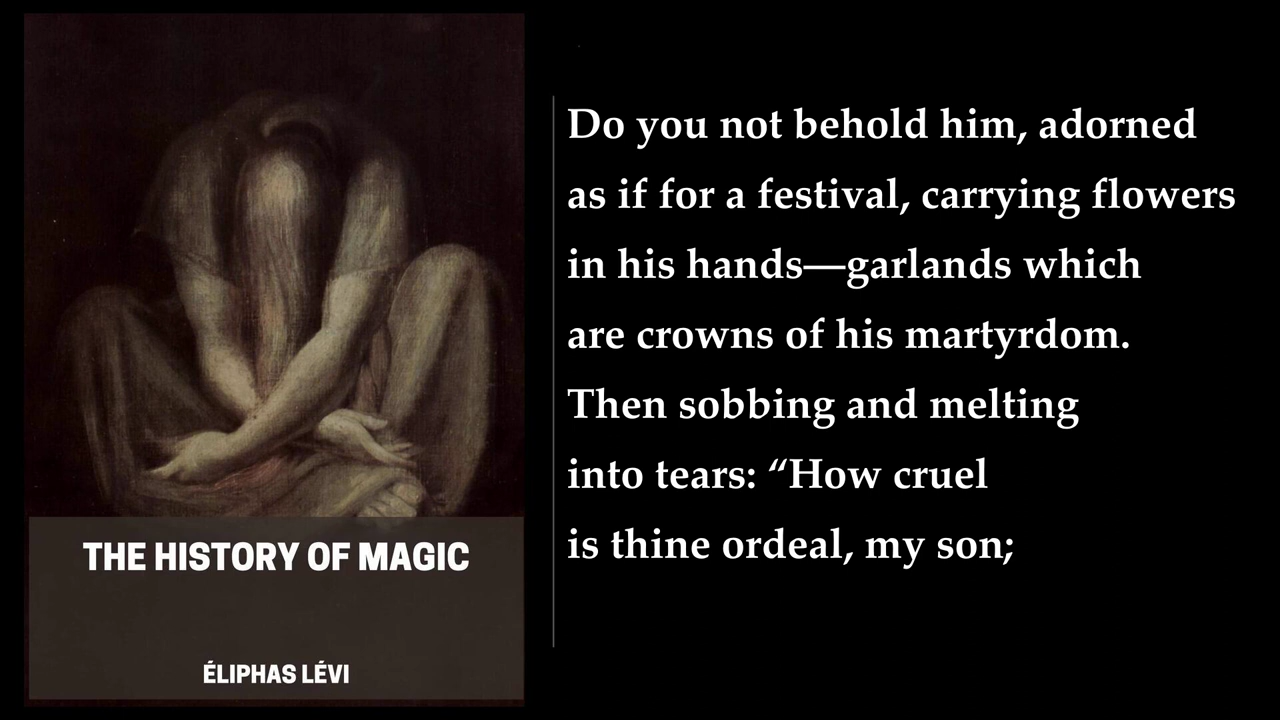 THE HISTORY OF MAGIC
ÉLIPHAS LÉVI
Do you not behold him, adorned
as if for a festival, carrying flowers
in his hands—garlands which
are crowns of his martyrdom.
Then sobbing and melting
into tears: “How cruel
is thine ordeal, my son;